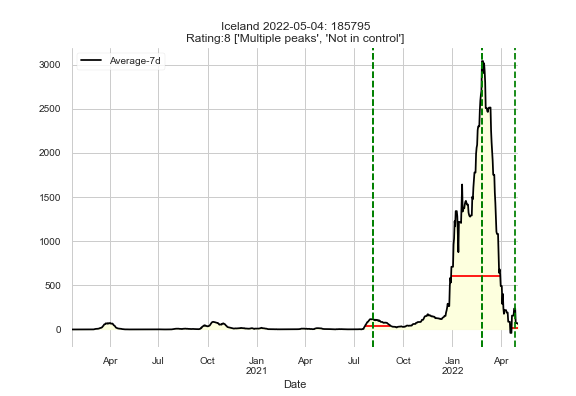 Iceland 2022-05-04: 185795
Rating:8 ['Multiple peaks', 'Not in control']
Average-7d
3000
2500
2000
1500
1000
500
0
Apr Jul Oct Jan Apr Jul Oct Jan Apr
2021 2022
Date